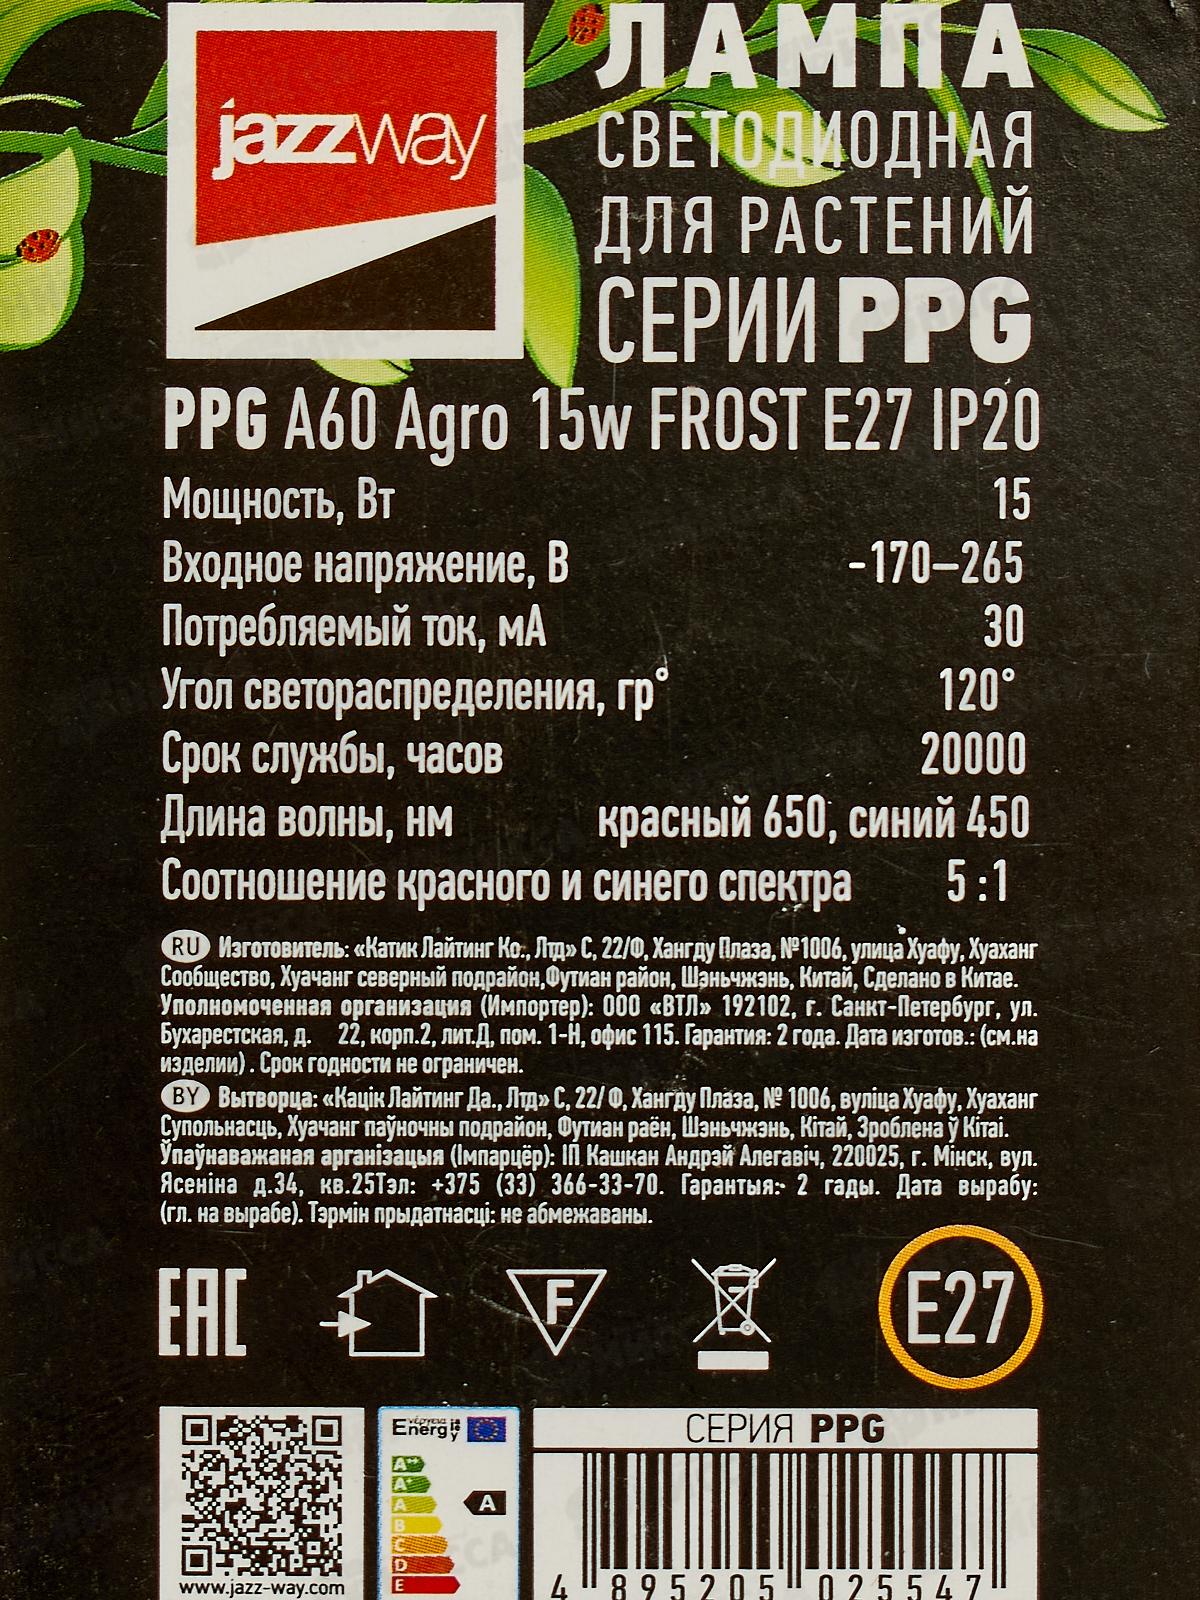 jazzway
ЛАМПА
СВЕТОДИОДНАЯ
ДЛЯ РАСТЕНИЙ
СЕРИИ PPG
PPG A60 Agro 15w FROST E27 IP20
Мощность, Вт 15
Входное напряжение, В ~170–265
Потребляемый ток, мА 30
Угол светораспределения, гр° 120°
Срок службы, часов 20000
Длина волны, нм красный 650, синий 450
Соотношение красного и синего спектра 5 :1
RU Изготовитель: «Катик Лайтинг Ко., Лтд» С, 22/Ф, Хангду Плаза, №1006, улица Хуафу, Хуаханг
Сообщество, Хуачанг северный подрайон,Футиан район, Шэньчжэнь, Китай, Сделано в Китае.
Уполномоченная организация (Импортер): ООО «ВТЛ» 192102, г. Санкт-Петербург, ул.
Бухарестская, д. 22, корп.2, лит.Д, пом. 1-Н, офис 115. Гарантия: 2 года. Дата изготов.: (см.на
изделии) . Срок годности не ограничен.
BY Вытворца: «Кацік Лайтинг Да., Лтд» С, 22/ Ф, Хангду Плаза, № 1006, вуліца Хуафу, Хуаханг
Супольнасць, Хуачанг паўночны подрайон, Футиан раён, Шэньчжэнь, Кітай, Зроблена ў Кітаі.
Ўпаўнаважаная арганізацыя (Імпарцёр): ІП Кашкан Андрэй Алегавіч, 220025, г. Мінск, вул.
Ясеніна д.34, кв.25Тэл: +375 (33) 366-33-70. Гарантыя: 2 гады. Дата вырабу:
(гл. на вырабе). Тэрмін прыдатнасці: не абмежаваны.
EAC F E27
Energy
A++
A+
A
B
C
D
E
A
СЕРИЯ PPG
www.jazz-way.com
4 895205 025547